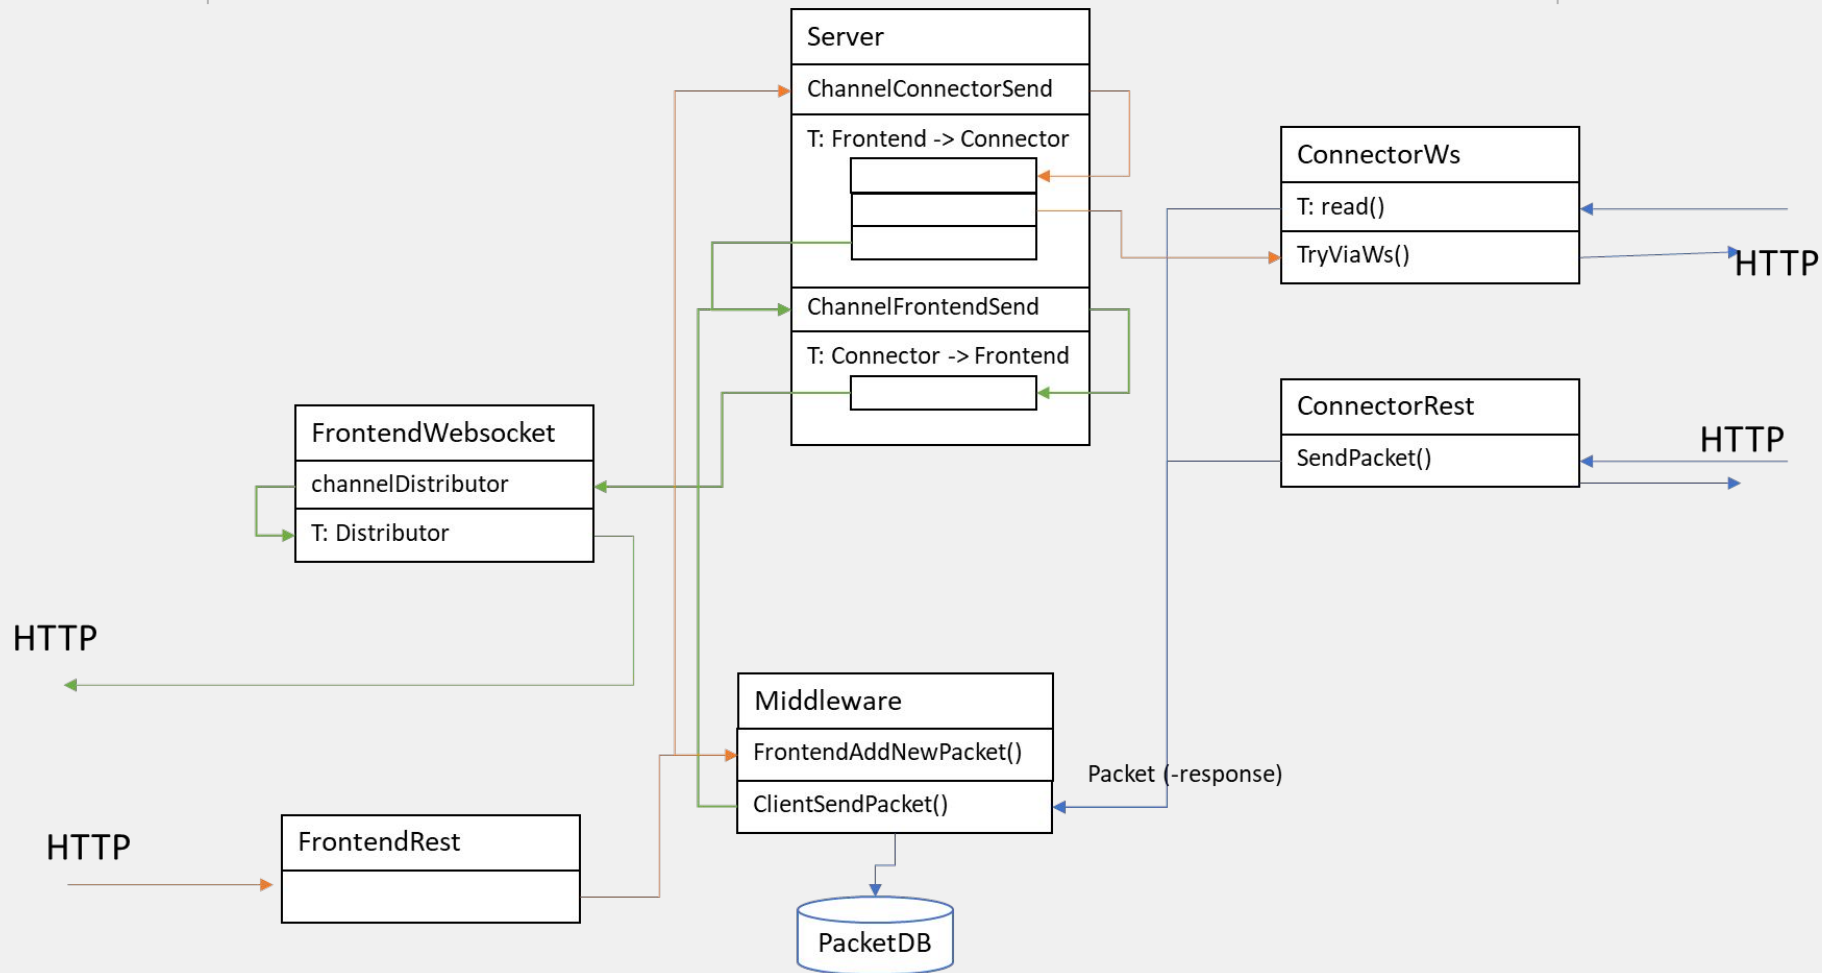 Server
ChannelConnectorSend
T: Frontend -> Connector
ChannelFrontendSend
T: Connector -> Frontend
ConnectorWs
T: read()
TryViaWs()
HTTP
ConnectorRest
SendPacket()
HTTP
FrontendWebsocket
channelDistributor
T: Distributor
HTTP
Middleware
FrontendAddNewPacket()
ClientSendPacket()
Packet (-response)
FrontendRest
HTTP
PacketDB